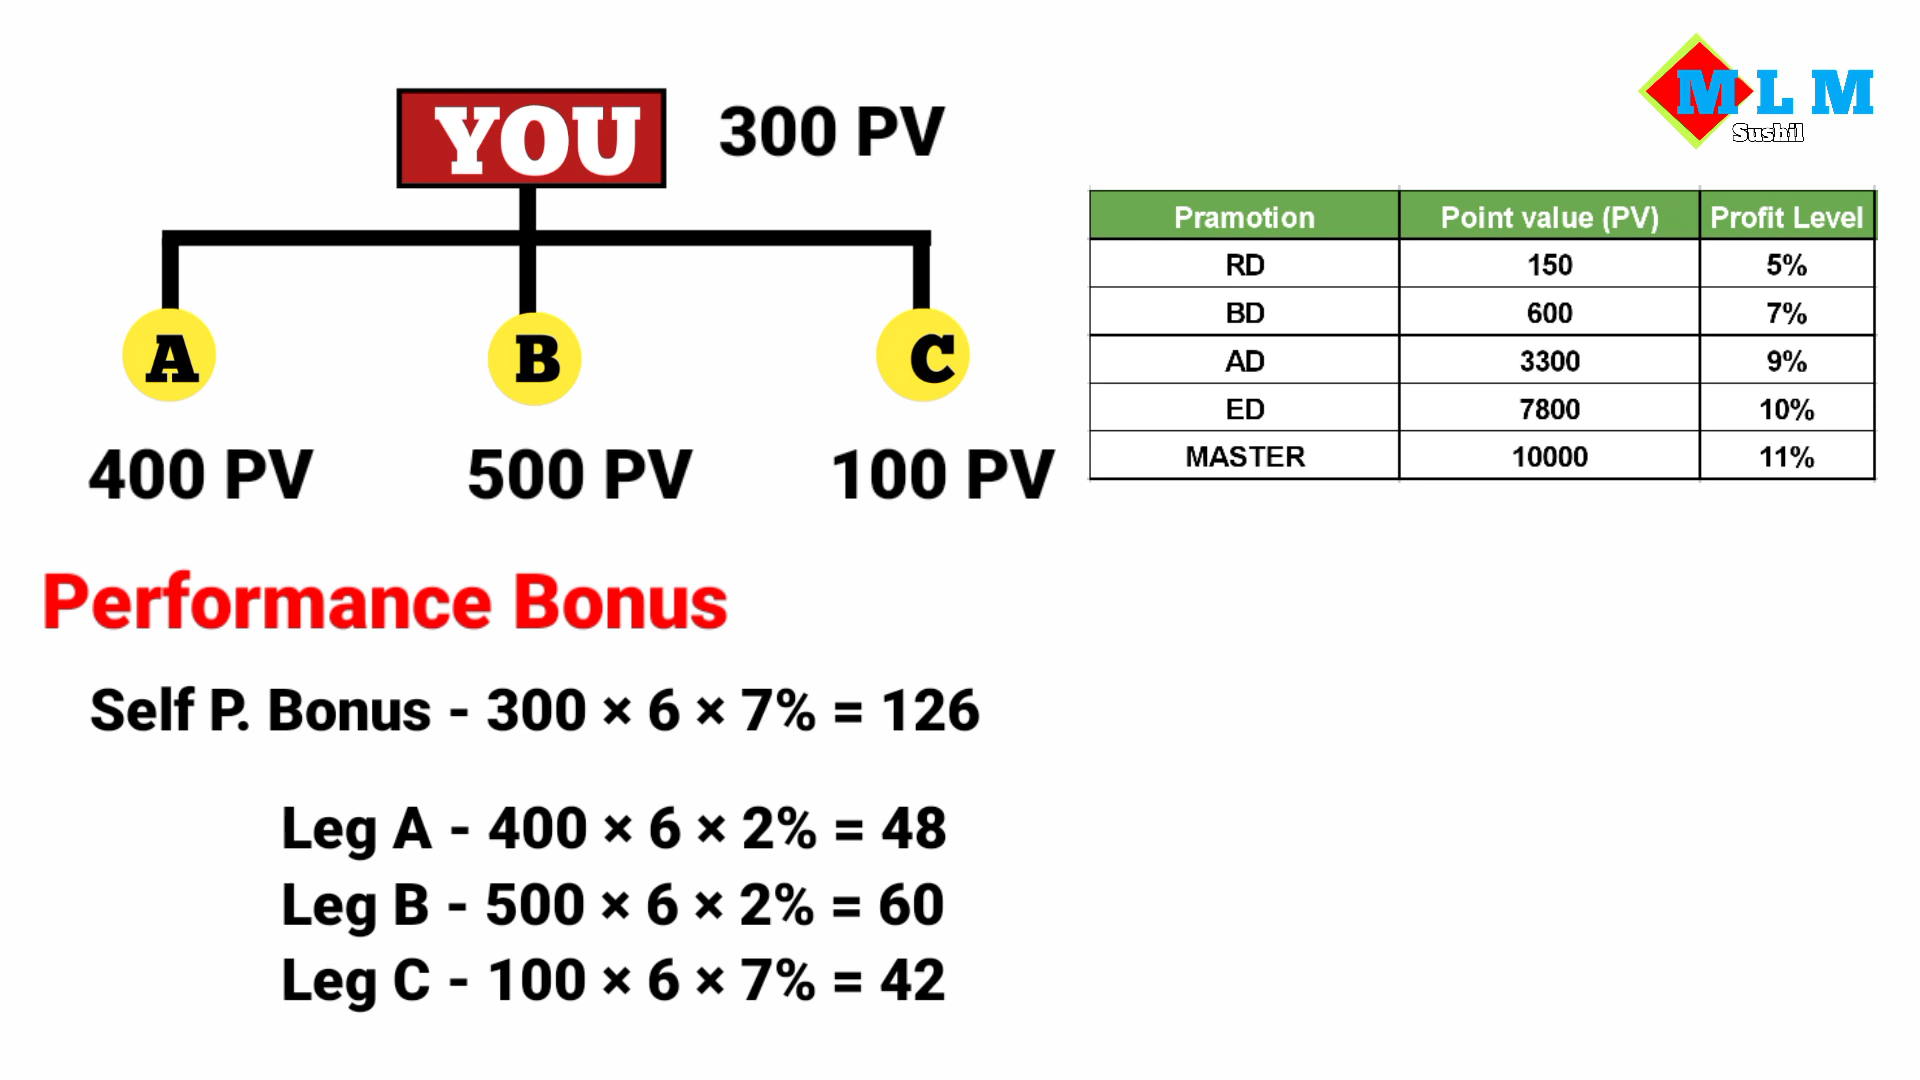 M L M
Sushil
YOU
300 PV
A
B
C
400 PV
500 PV
100 PV
Pramotion Point value (PV) Profit Level
RD 150 5%
BD 600 7%
AD 3300 9%
ED 7800 10%
MASTER 10000 11%
Performance Bonus
Self P. Bonus - 300 × 6 × 7% = 126
Leg A - 400 × 6 × 2% = 48
Leg B - 500 × 6 × 2% = 60
Leg C - 100 × 6 × 7% = 42